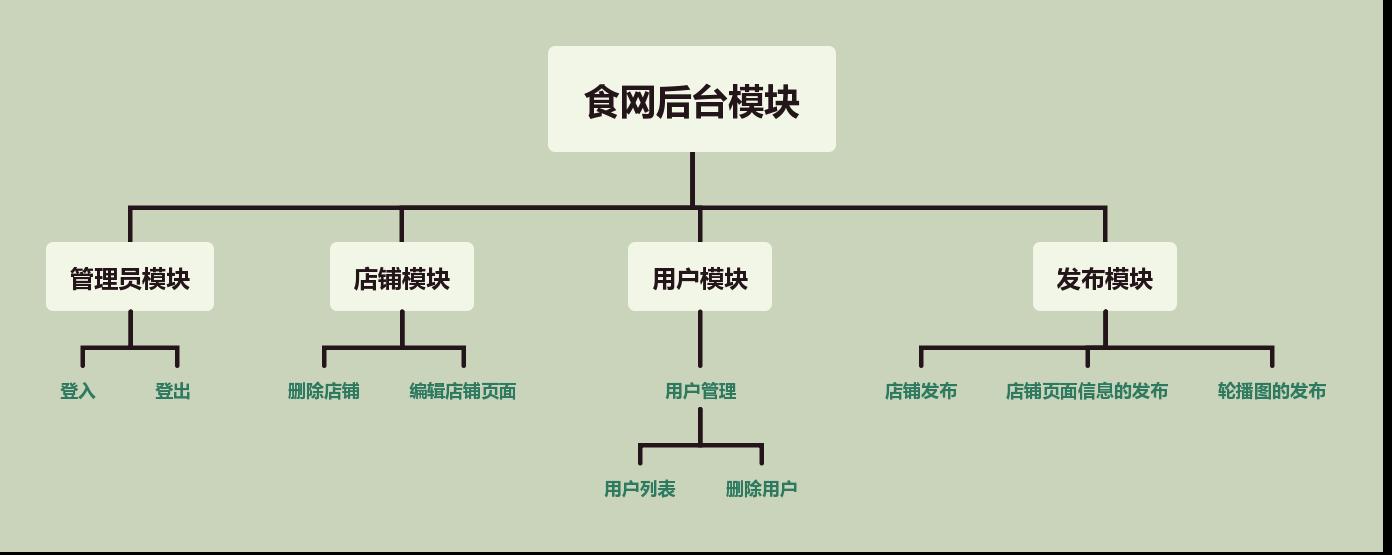 食网后台模块
管理员模块
店铺模块
用户模块
发布模块
登入
登出
删除店铺
编辑店铺页面
用户管理
店铺发布
店铺页面信息的发布
轮播图的发布
用户列表
删除用户